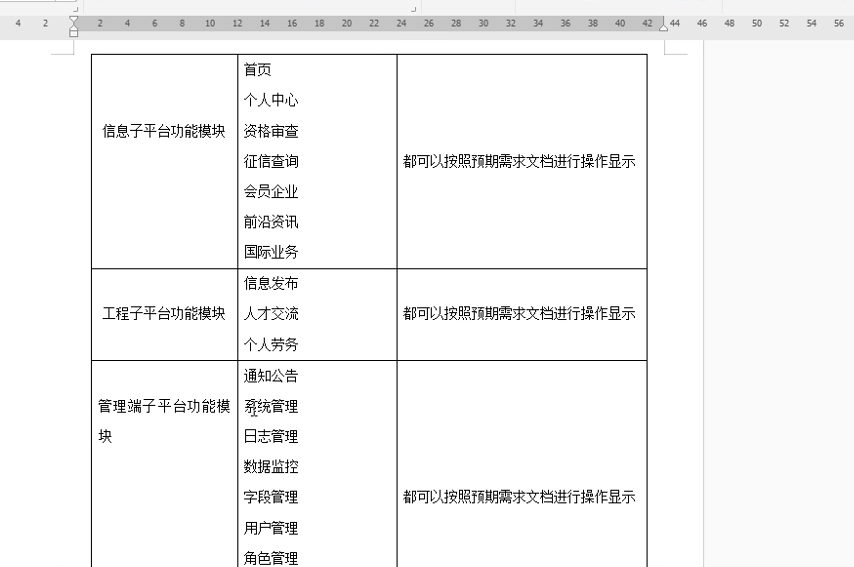 4 2 2 4 6 8 10 12 14 16 18 20 22 24 26 28 30 32 34 36 38 40 42 44 46 48 50 52 54 56
信息子平台功能模块
首页
个人中心
资格审查
征信查询
会员企业
前沿资讯
国际业务
都可以按照预期需求文档进行操作显示
工程子平台功能模块
信息发布
人才交流
个人劳务
都可以按照预期需求文档进行操作显示
管理端子平台功能模
块
通知公告
系统管理
日志管理
数据监控
字段管理
用户管理
角色管理
都可以按照预期需求文档进行操作显示